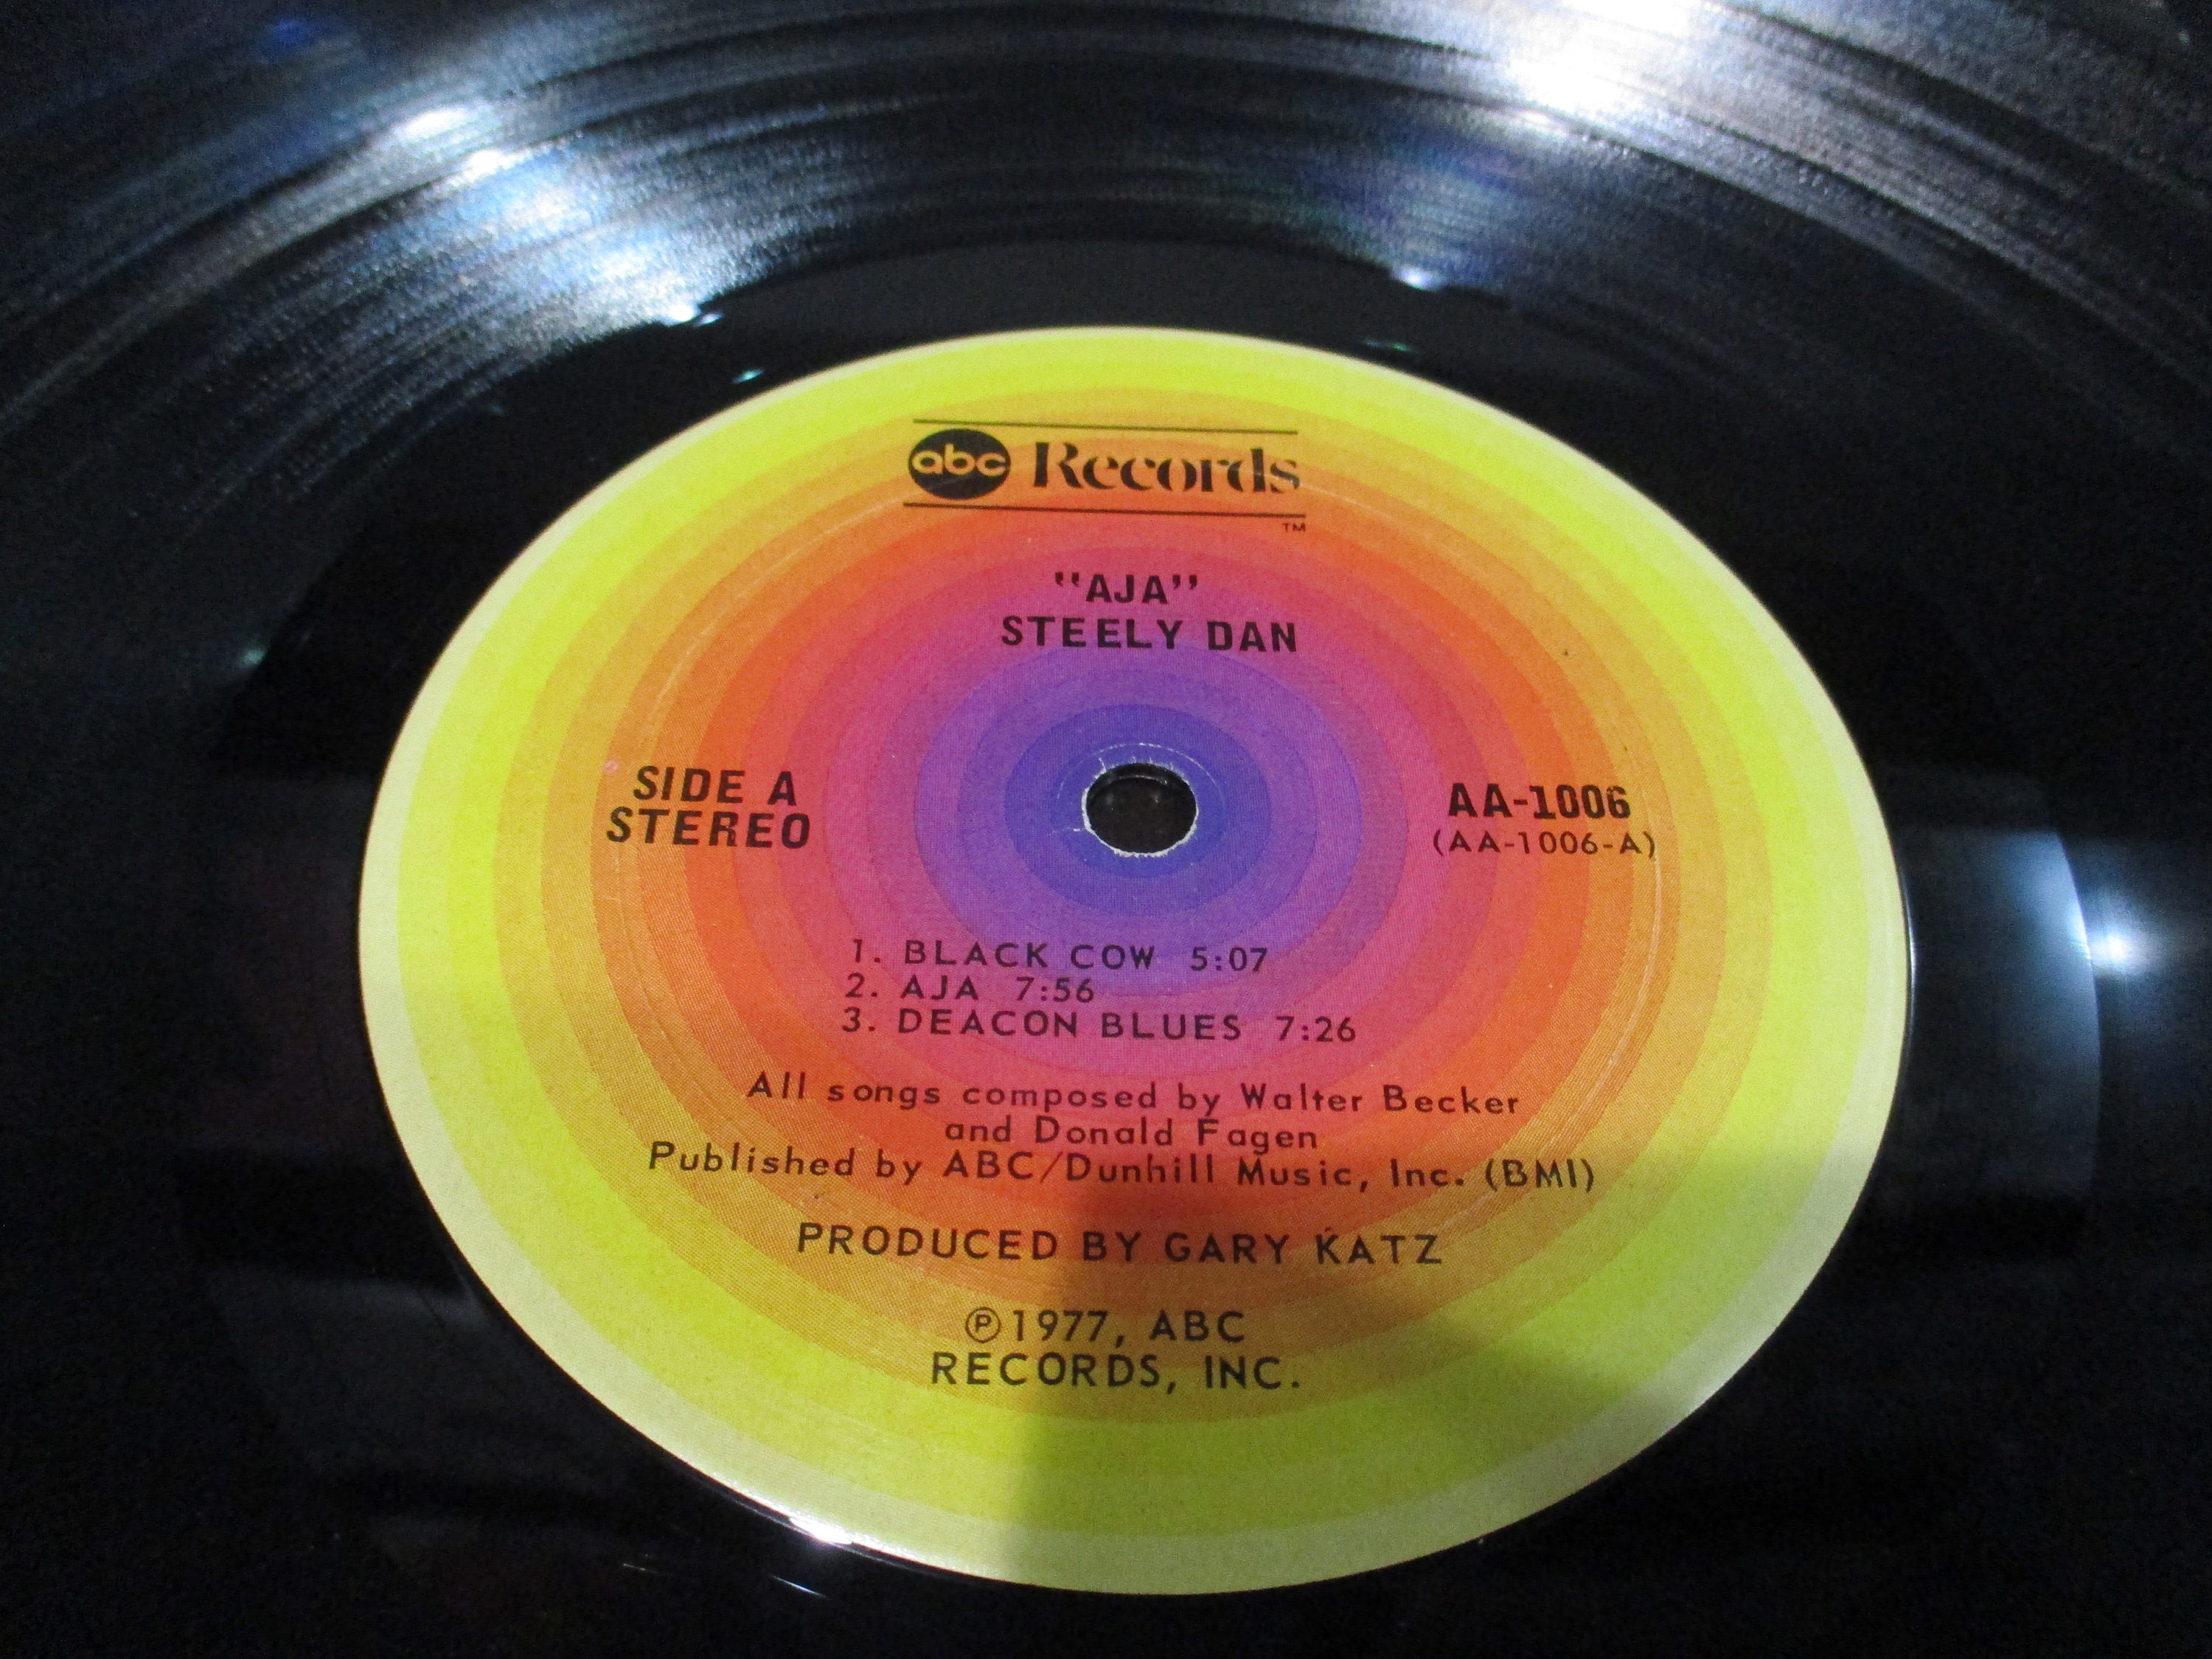 abc Records
TM
"AJA"
STEELY DAN
SIDE A
STEREO
AA-1006
(AA-1006-A)
1. BLACK COW 5:07
2. AJA 7:56
3. DEACON BLUES 7:26
All songs composed by Walter Becker
and Donald Fagen
Published by ABC/Dunhill Music, Inc. (BMI)
PRODUCED BY GARY KATZ
℗1977, ABC
RECORDS, INC.